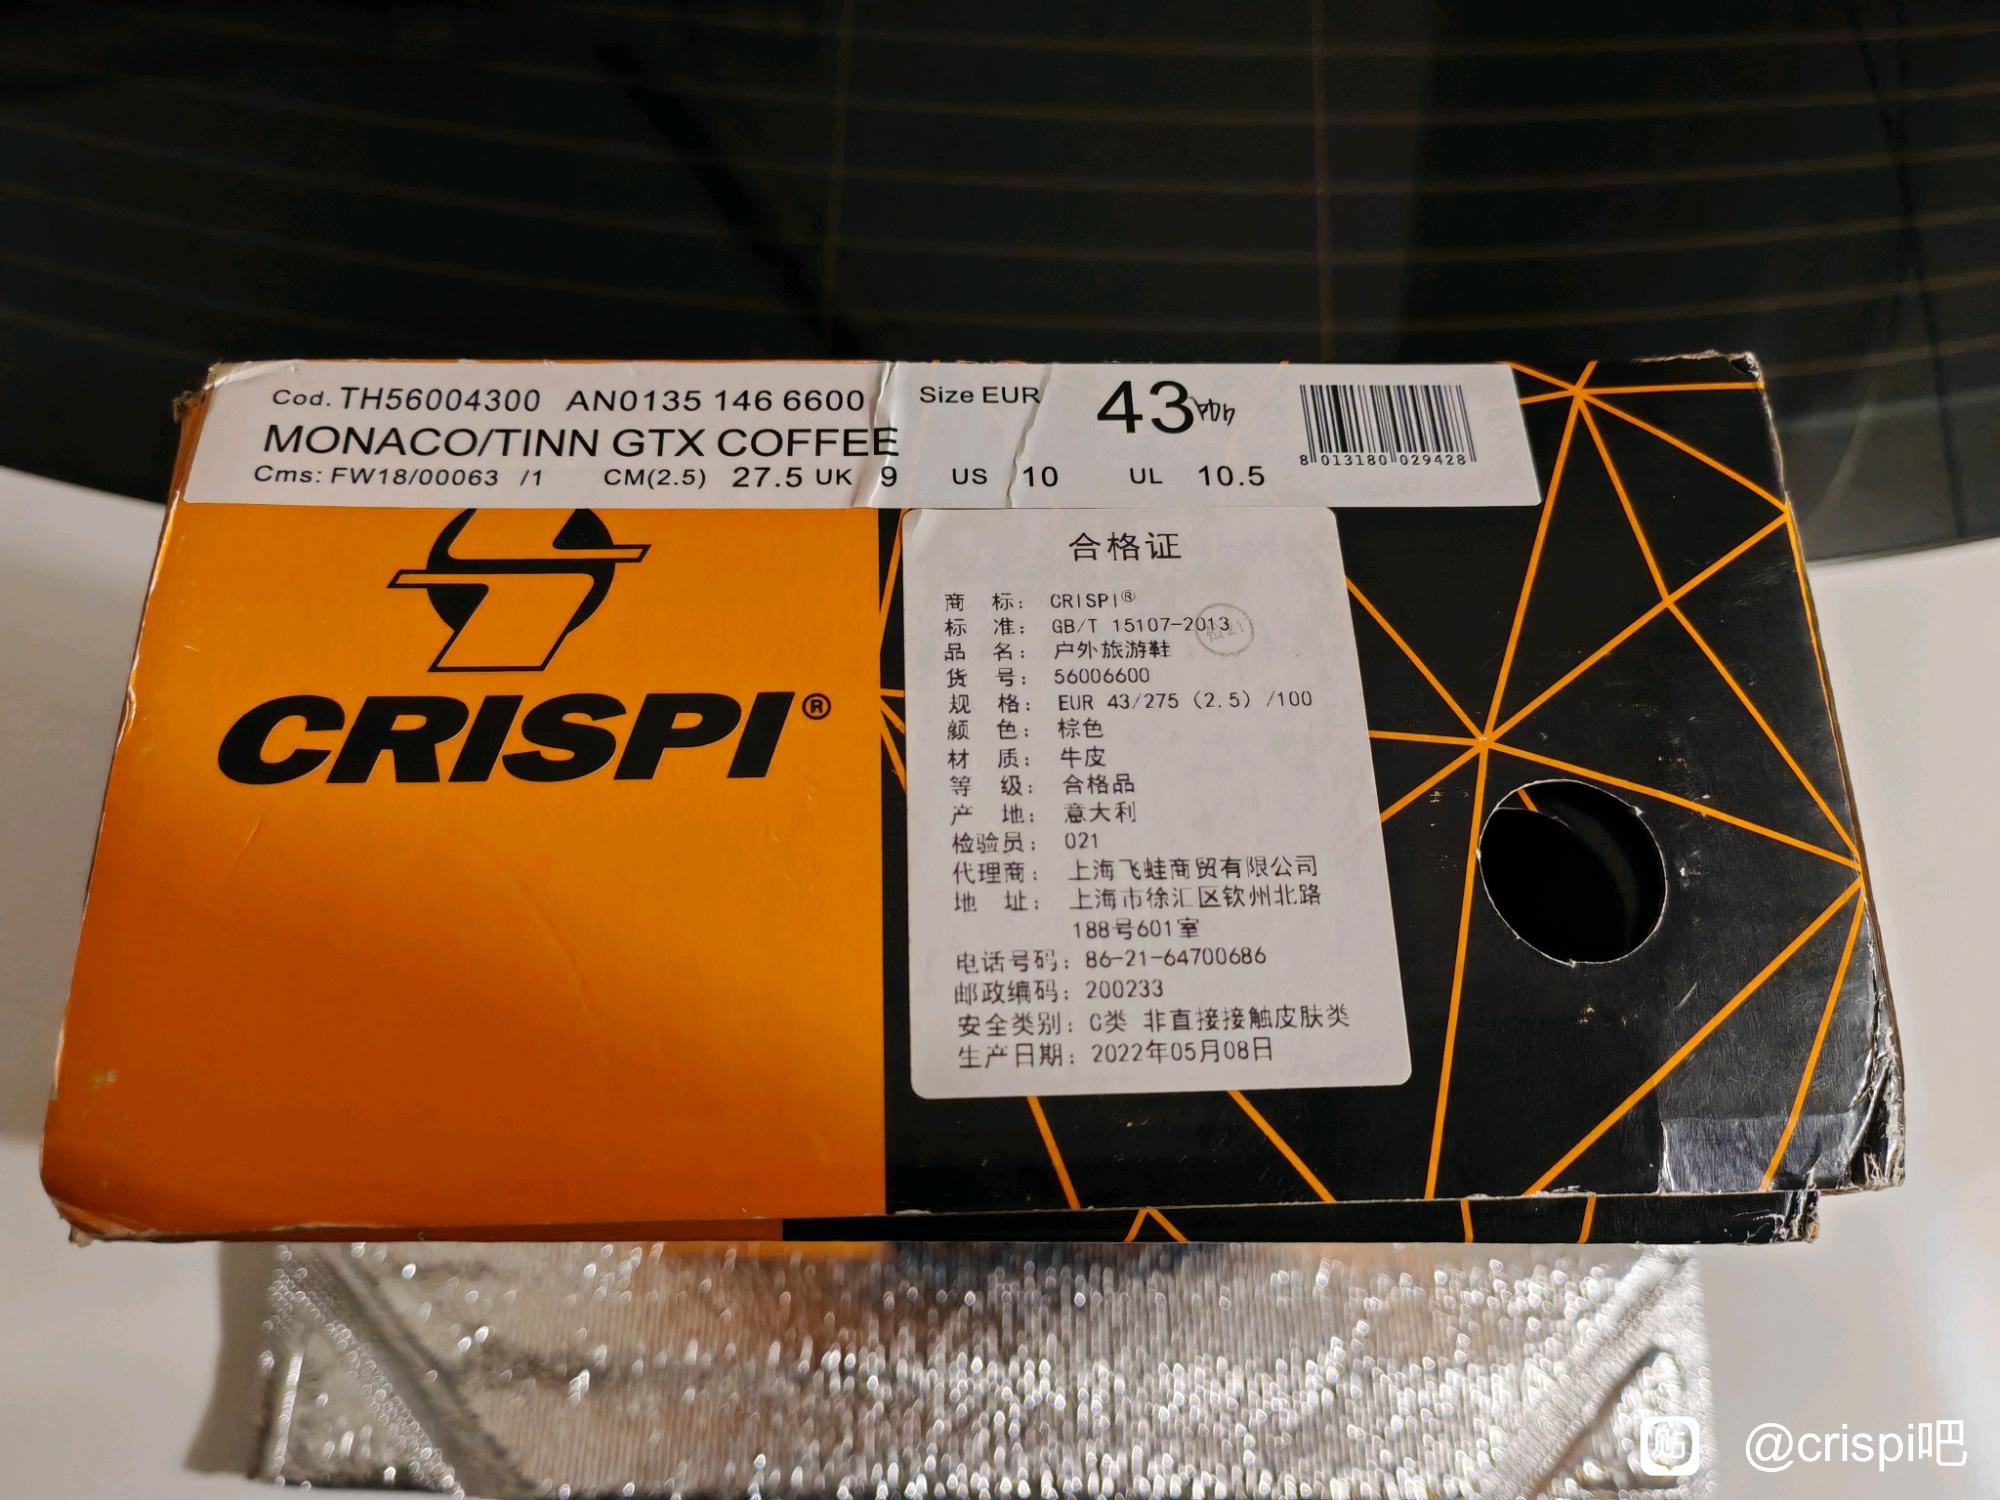 Cod. TH56004300 AN0135 146 6600 Size EUR 43
MONACO/TINN GTX COFFEE
Cms: FW18/00063 /1 CM(2.5) 27.5 UK 9 US 10 UL 10.5
8 013180 029428
CRISPI®
合格证
商 标: CRISPI®
标 准: GB/T 15107-2013
品 名: 户外旅游鞋
货 号: 56006600
规 格: EUR 43/275 (2.5) /100
颜 色: 棕色
材 质: 牛皮
等 级: 合格品
产 地: 意大利
检验员: 021
代理商: 上海飞蛙商贸有限公司
地 址: 上海市徐汇区钦州北路
188号601室
电话号码: 86-21-64700686
邮政编码: 200233
安全类别: C类 非直接接触皮肤类
生产日期: 2022年05月08日
贴 @crispi吧